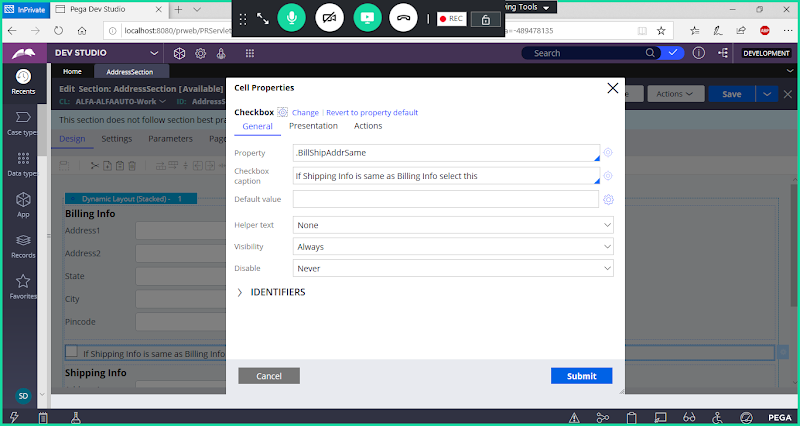 InPrivate
Pega Dev Studio
ing Tools
REC
localhost:8080/prweb/PRServlet
=-489478135
ABP
DEV STUDIO
Search
DEVELOPMENT
Home
AddressSection
Recents
Edit Section: AddressSection [Available]
CL: ALFA-ALFAAUTO-Work
ID: AddressS
Actions
Save
This section does not follow section best pra
Case types
Design
Settings
Parameters
Pag
Data types
App
Records
Favorites
Dynamic Layout (Stacked) - 1
Billing Info
Address1
Address2
State
City
Pincode
If Shipping Info is same as Billing Info
Shipping Info
Cell Properties
Checkbox
Change | Revert to property default
General
Presentation
Actions
Property
.BillShipAddrSame
Checkbox caption
If Shipping Info is same as Billing Info select this
Default value
Helper text
None
Visibility
Always
Disable
Never
IDENTIFIERS
Cancel
Submit
SD
PEGA